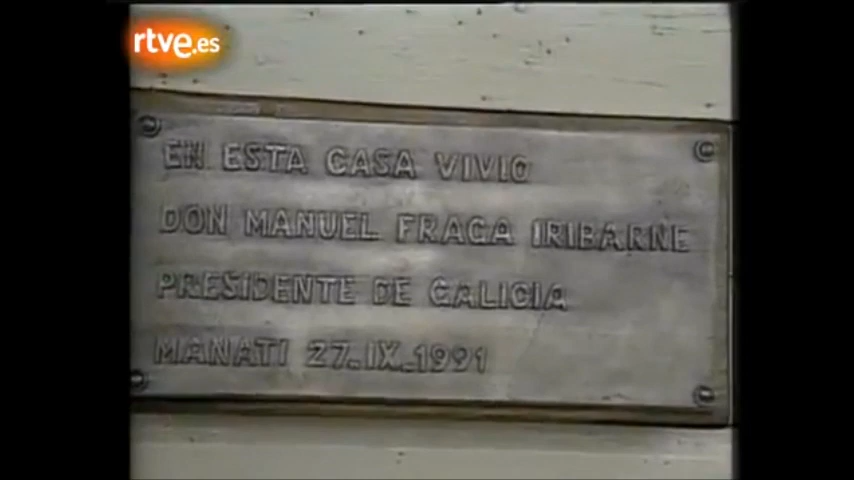 rtve.es
EN ESTA CASA VIVIO
DON MANUEL FRAGA IRIBARNE
PRESIDENTE DE GALICIA
MANATI 27-IX-1991